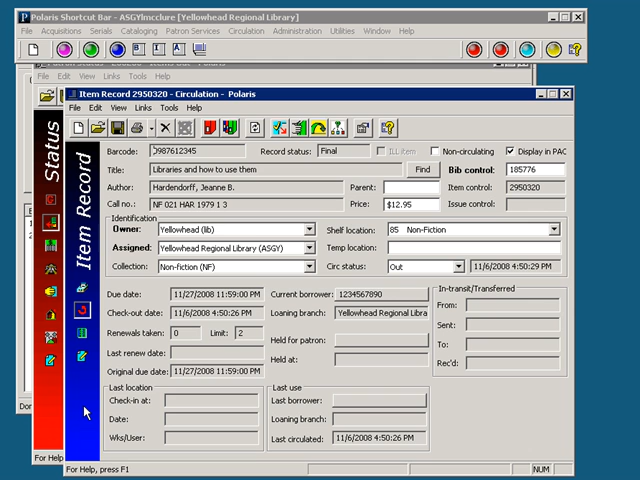 Polaris Shortcut Bar - ASGYlmcclure [Yellowhead Regional Library]
File Acquisitions Serials Cataloging Patron Services Circulation Administration Utilities Window Help
File Edit View
Item Record 2950320 - Circulation - Polaris
File Edit View Links Tools Help
Status
Item Record
Barcode: 0987612345 Record status: Final ILL item Non-circulating Display in PAC
Title: Libraries and how to use them Find Bib control: 185776
Author: Hardendorff, Jeanne B. Parent: Item control: 2950320
Call no.: NF 021 HAR 1979 1 3 Price: $12.95 Issue control:
Identification
Owner: Yellowhead (lib) Shelf location: 85 Non-Fiction
Assigned: Yellowhead Regional Library (ASGY) Temp location:
Collection: Non-fiction (NF) Circ status: Out 11/6/2008 4:50:29 PM
Due date: 11/27/2008 11:59:00 PM Current borrower: 1234567890 In-transit/Transferred
Check-out date: 11/6/2008 4:50:26 PM Loaning branch: Yellowhead Regional Libra From:
Renewals taken: 0 Limit: 2 Held for patron: Sent:
Last renew date: Held at: To:
Original due date: 11/27/2008 11:59:00 PM Rec'd:
Last location Last use
Check-in at: Last borrower:
Date: Loaning branch:
Wks/User: Last circulated: 11/6/2008 4:50:26 PM
For Help, press F1 NUM
For Help